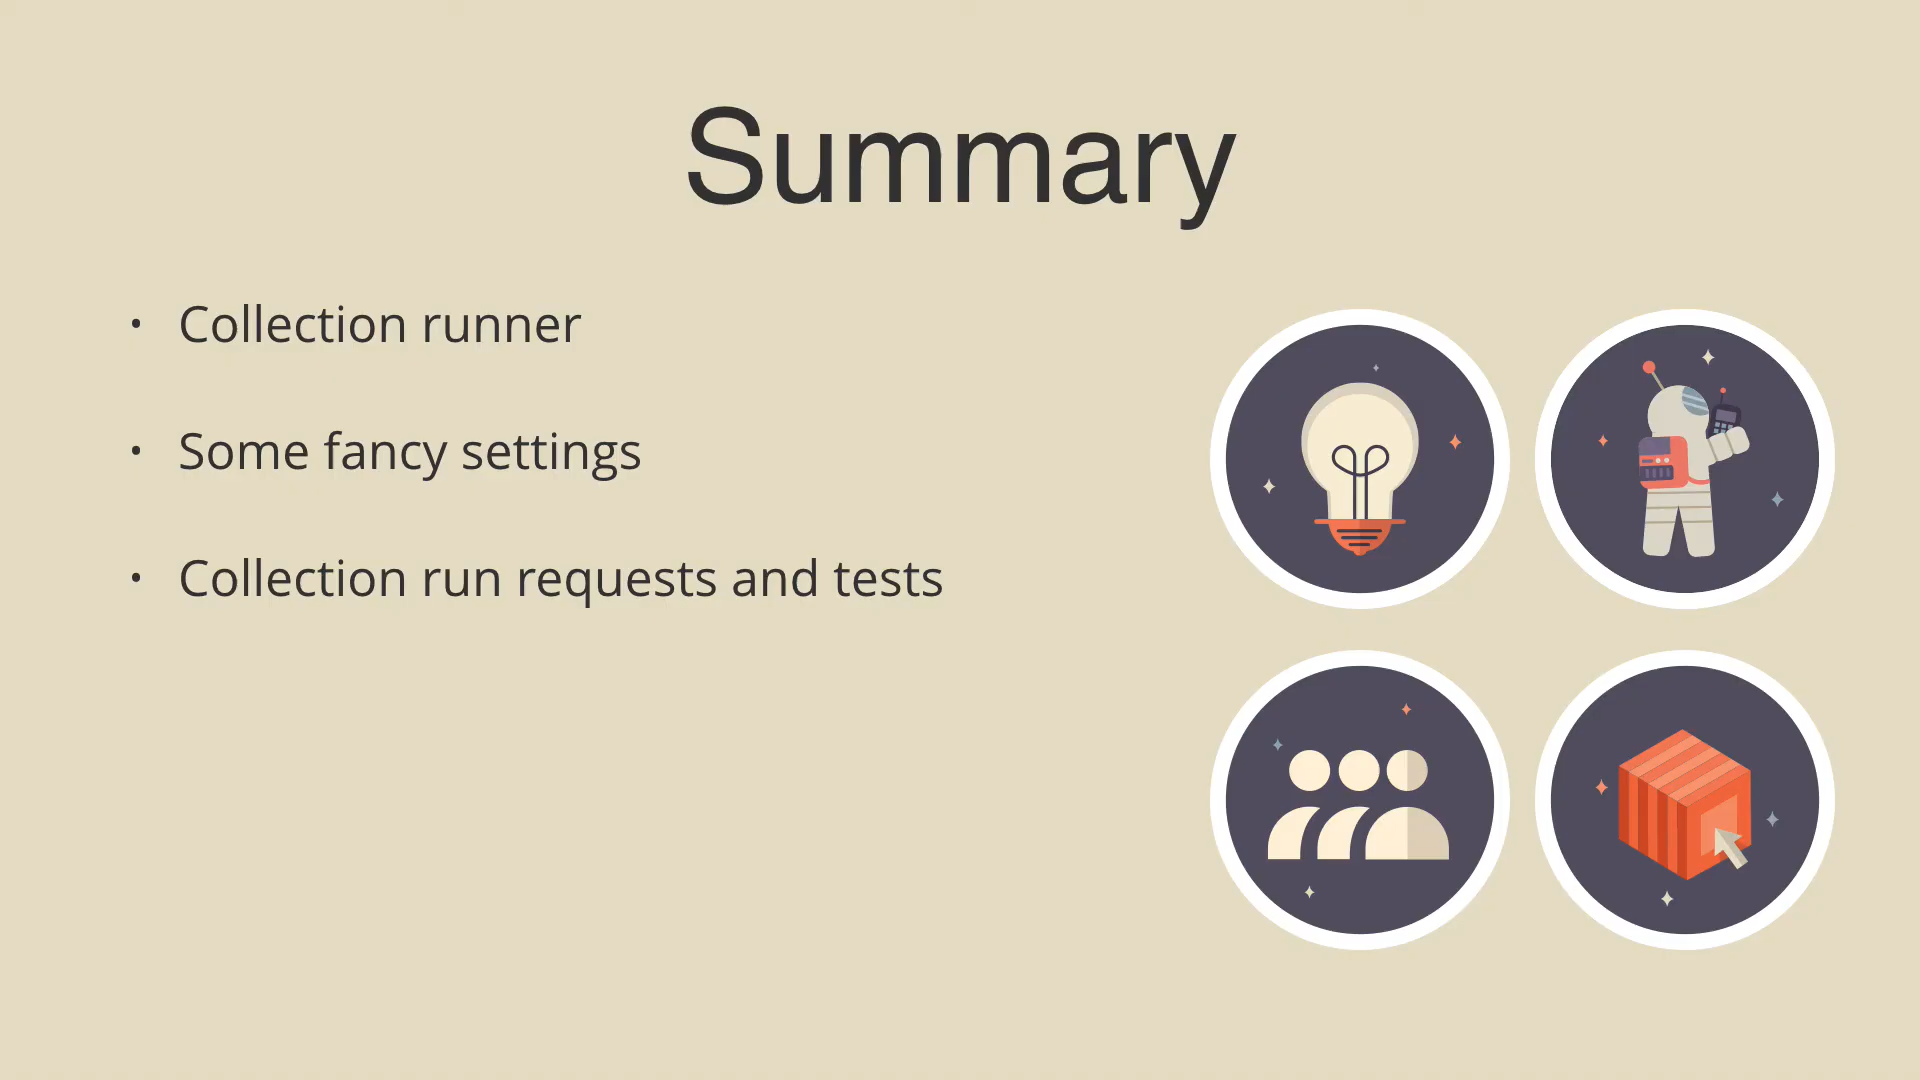 Summary
• Collection runner
• Some fancy settings
• Collection run requests and tests